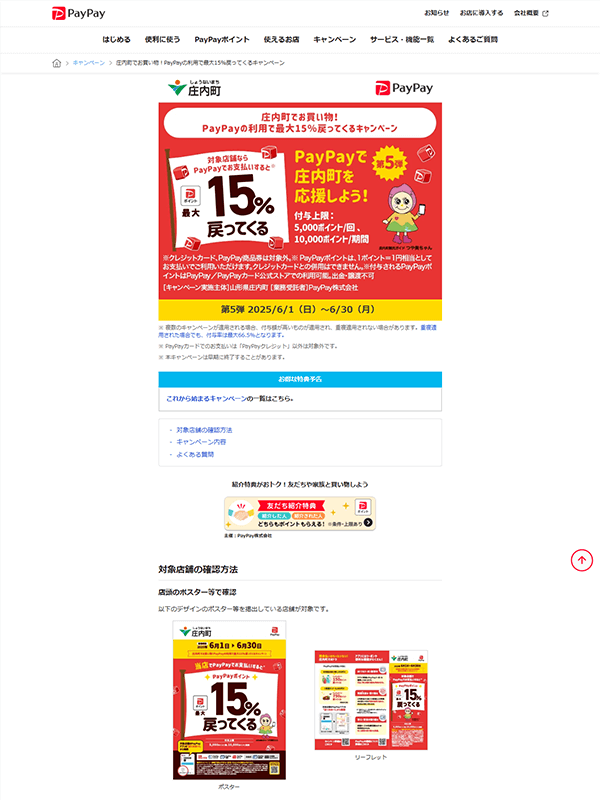 PayPay
お知らせ
お店に導入する
会社概要
はじめる
便利に使う
PayPayポイント
使えるお店
キャンペーン
サービス・機能一覧
よくあるご質問
キャンペーン
庄内町でお買い物！PayPayの利用で最大15％戻ってくるキャンペーン
しょうないまち
庄内町
PayPay
庄内町でお買い物！
PayPayの利用で最大15％戻ってくるキャンペーン
対象店舗なら
PayPayでお支払いすると※
ポイント
最大
15%
戻ってくる
PayPayで
庄内町を
応援しよう！
第5弾
付与上限：
5,000ポイント/回、
10,000ポイント/期間
※クレジットカード、PayPay商品券は対象外。※ PayPayポイントは、1ポイント＝1円相当として
お支払いでご利用いただけます。クレジットカードとの併用はできません。※付与されるPayPayポ
イントはPayPay／PayPayカード公式ストアでの利用可能。出金・譲渡不可
【キャンペーン実施主体】山形県庄内町 【業務受託者】PayPay株式会社
第5弾 2025/6/1（日）～6/30（月）
※ 複数のキャンペーンが適用される場合、付与額が高いものが適用され、重複適用されない場合があります。重複適
用された場合でも、付与率は最大66.5％となります。
※ PayPayカードでのお支払いは「PayPayクレジット」以外は対象外です。
※ 本キャンペーンは早期に終了することがあります。
お得な特典予告
これから始まるキャンペーンの一覧はこちら。
対象店舗の確認方法
キャンペーン内容
よくある質問
紹介特典がおトク！友だちや家族と買い物しよう
友だち紹介特典
紹介した人
紹介された人
どちらもポイントもらえる！
※条件・上限あり
ポイント
主催：PayPay株式会社
対象店舗の確認方法
店頭のポスター等で確認
以下のデザインのポスター等を掲出している店舗が対象です。
庄内町
PayPay
6月1日
6月30日
当店でPayPayでお支払いすると
PayPayポイント
最大
15%
戻ってくる
ポスター
庄内町
15%
戻ってくる
リーフレット